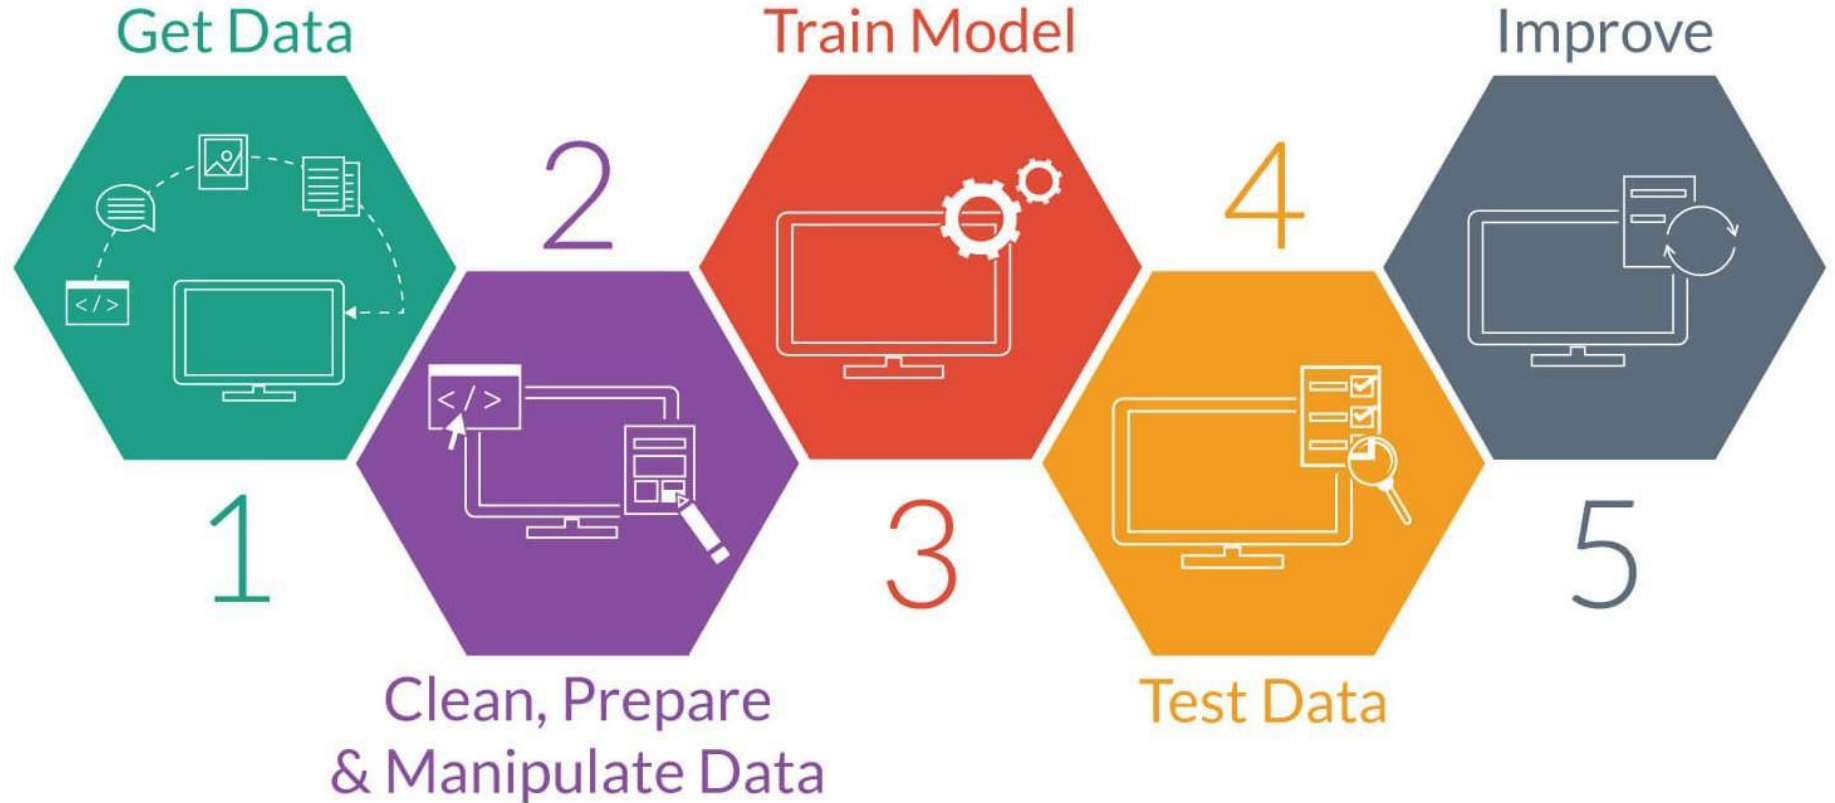 Get Data
1
2
Clean, Prepare
& Manipulate Data
Train Model
3
4
Test Data
Improve
5